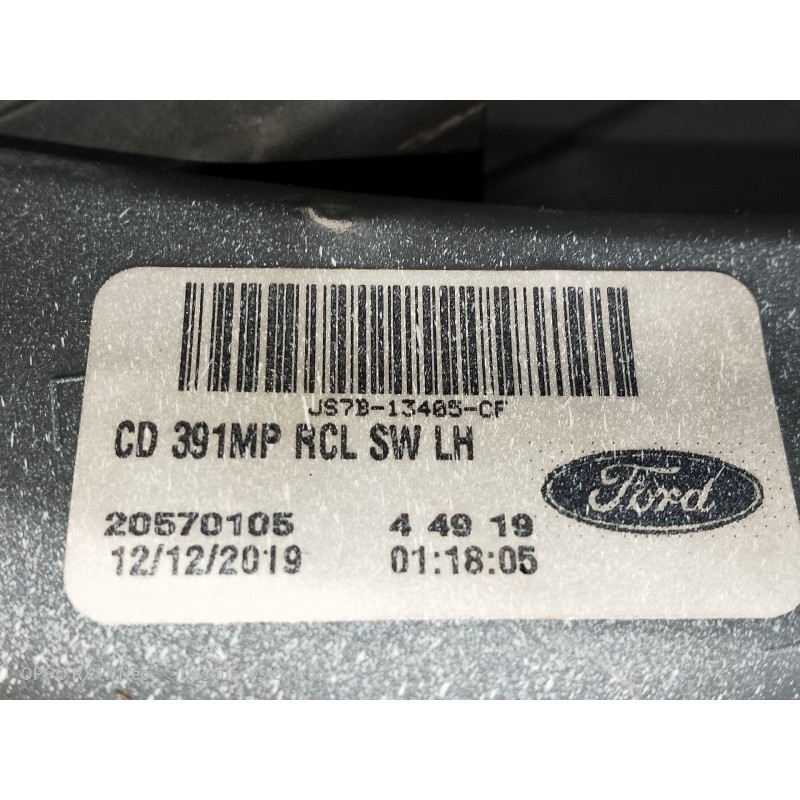 JS7B-13405-CF
CD 391MP RCL SW LH
Ford
20570105 4 49 19
12/12/2019 01:18:05